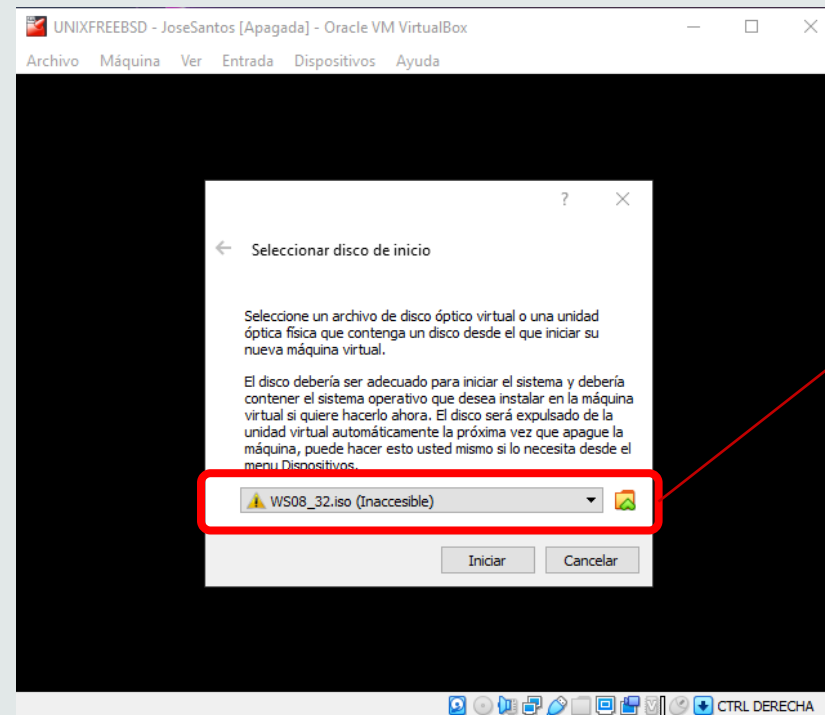 UNIXFREEBSD - JoseSantos [Apagada] - Oracle VM VirtualBox
Archivo Máquina Ver Entrada Dispositivos Ayuda
?
Seleccionar disco de inicio
Seleccione un archivo de disco óptico virtual o una unidad
óptica física que contenga un disco desde el que iniciar su
nueva máquina virtual.
El disco debería ser adecuado para iniciar el sistema y debería
contener el sistema operativo que desea instalar en la máquina
virtual si quiere hacerlo ahora. El disco será expulsado de la
unidad virtual automáticamente la próxima vez que apague la
máquina, puede hacer esto usted mismo si lo necesita desde el
menu Dispositivos.
WS08_32.iso (Inaccesible)
Iniciar Cancelar
CTRL DERECHA